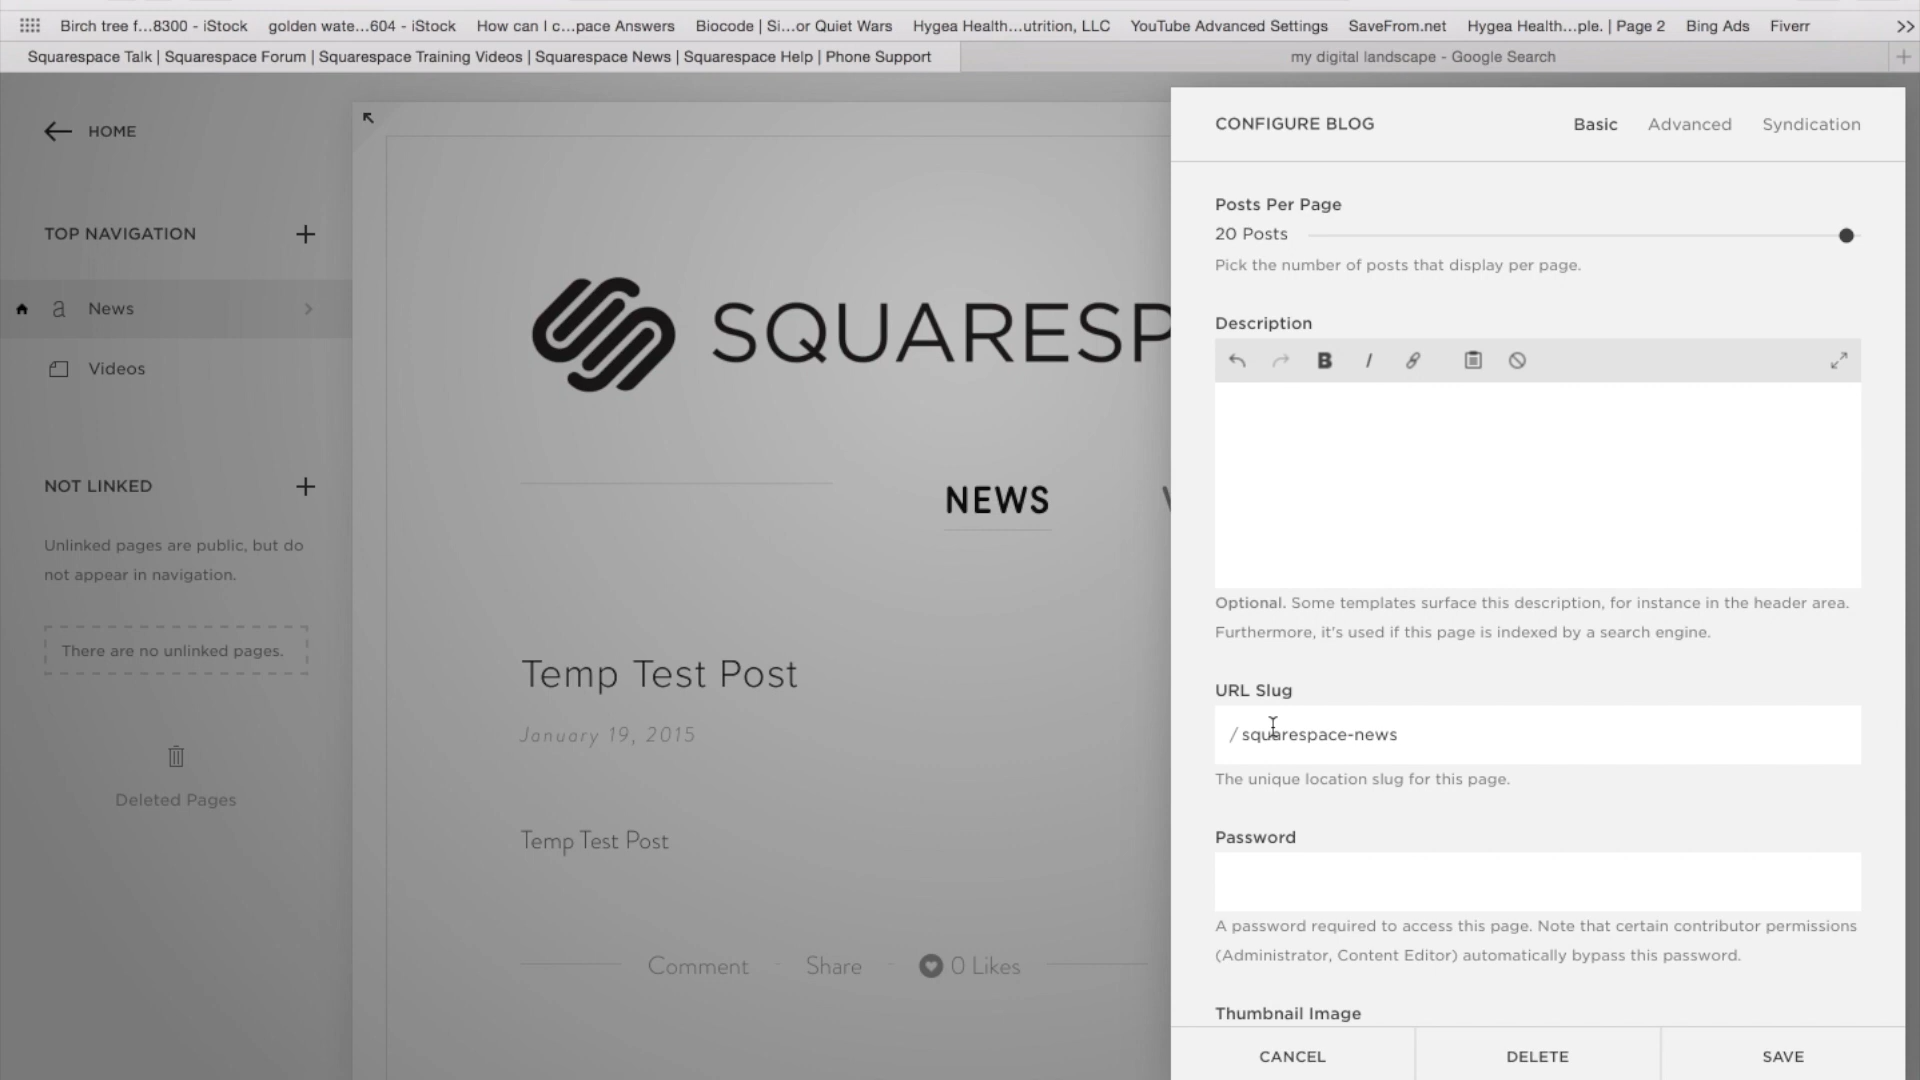 Birch tree f...8300 - iStock golden wate...604 - iStock How can I c...pace Answers Biocode | Si...or Quiet Wars Hygea Health...utrition, LLC YouTube Advanced Settings SaveFrom.net Hygea Health...ple. | Page 2 Bing Ads Fiverr >>
Squarespace Talk | Squarespace Forum | Squarespace Training Videos | Squarespace News | Squarespace Help | Phone Support my digital landscape - Google Search +
HOME
TOP NAVIGATION +
a News
Videos
NOT LINKED +
Unlinked pages are public, but do
not appear in navigation.
There are no unlinked pages.
Deleted Pages
SQUARESP
NEWS
Temp Test Post
January 19, 2015
Temp Test Post
Comment Share 0 Likes
CONFIGURE BLOG Basic Advanced Syndication
Posts Per Page
20 Posts
Pick the number of posts that display per page.
Description
B I
Optional. Some templates surface this description, for instance in the header area.
Furthermore, it's used if this page is indexed by a search engine.
URL Slug
/ squarespace-news
The unique location slug for this page.
Password
A password required to access this page. Note that certain contributor permissions
(Administrator, Content Editor) automatically bypass this password.
Thumbnail Image
CANCEL DELETE SAVE